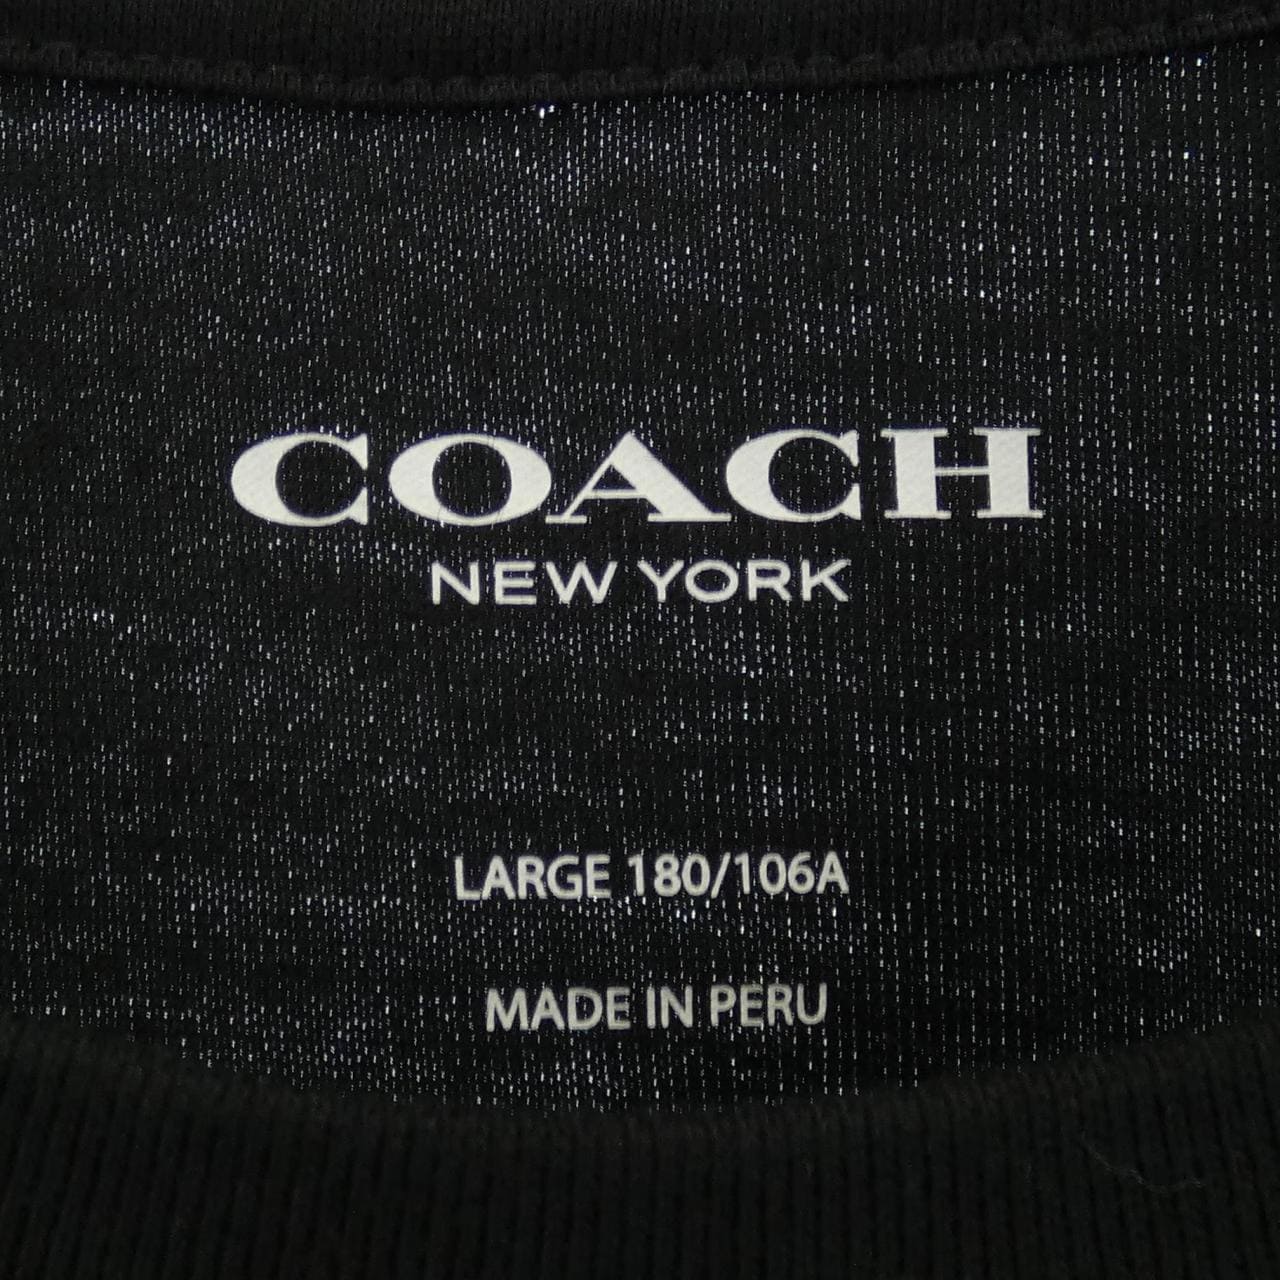 COACH
NEW YORK
LARGE 180/106A
MADE IN PERU